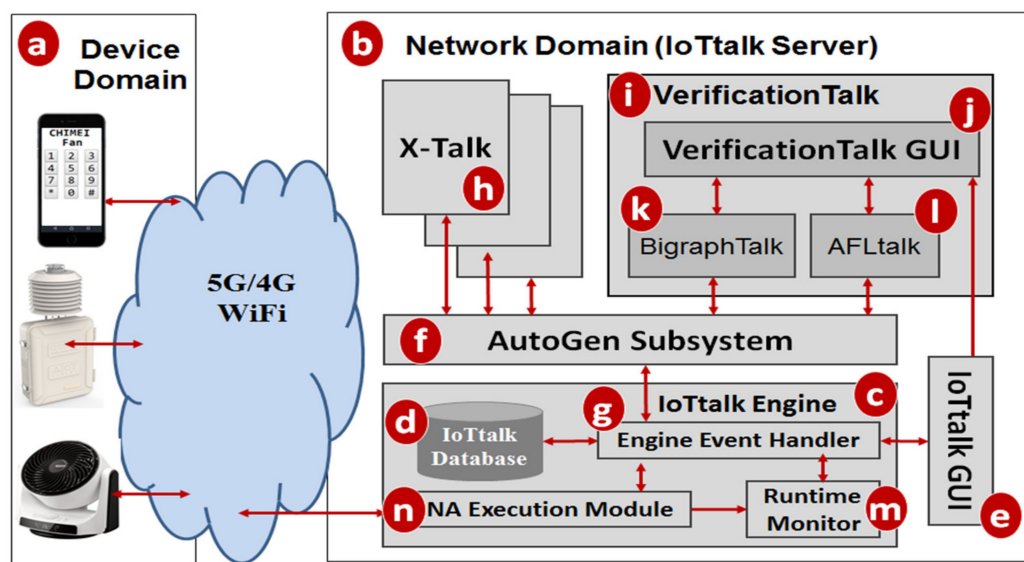 a
Device
Domain
CHIMEI
Fan
1 2 3
4 5 6
7 8 9
* 0 #
5G/4G
WiFi
b
Network Domain (IoTtalk Server)
X-Talk
h
i
VerificationTalk
j
VerificationTalk GUI
k
BigraphTalk
l
AFLtalk
f
AutoGen Subsystem
c
IoTtalk Engine
d
IoTtalk
Database
g
Engine Event Handler
n
NA Execution Module
Runtime
Monitor
m
IoTtalk GUI
e